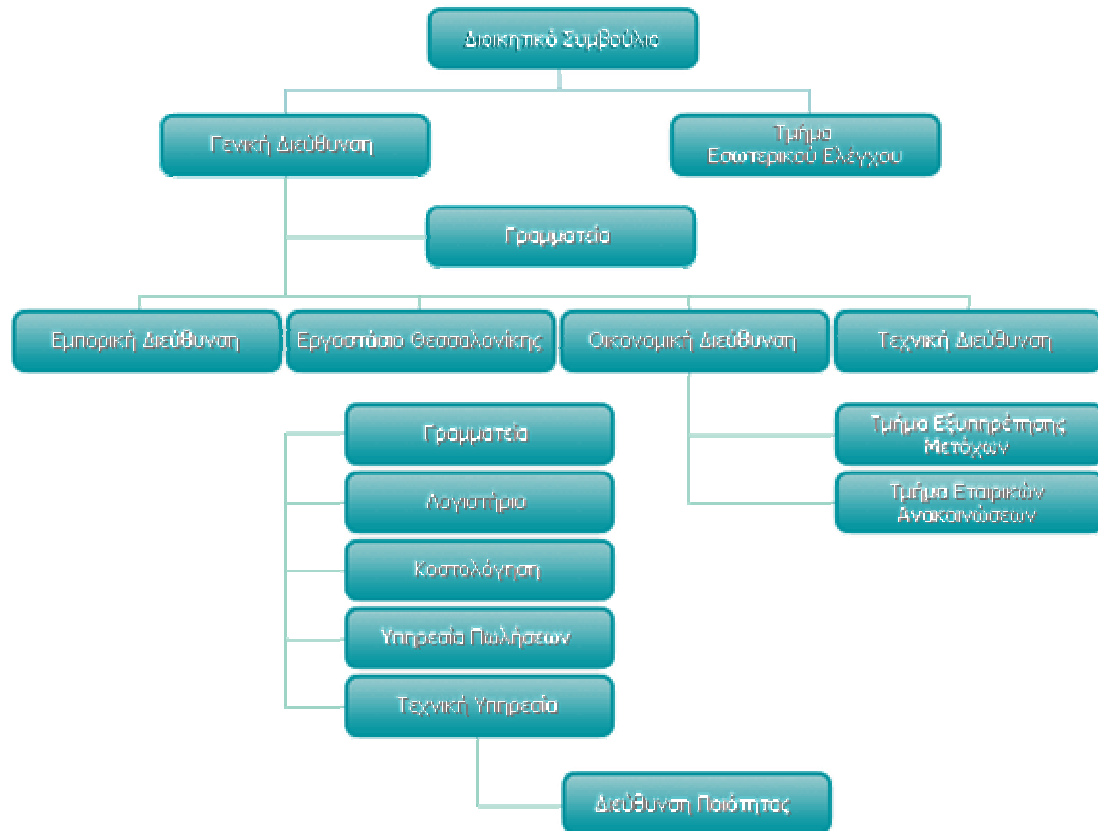 Διοικητικό Συμβούλιο
Γενική Διεύθυνση
Τμήμα
Εσωτερικού Ελέγχου
Γραμματεία
Εμπορική Διεύθυνση
Εργοστάσιο Θεσσαλονίκης
Οικονομική Διεύθυνση
Τεχνική Διεύθυνση
Γραμματεία
Τμήμα Εξυπηρέτησης
Μετόχων
Λογιστήριο
Τμήμα Εταιρικών
Ανακοινώσεων
Κοστολόγηση
Υπηρεσία Πωλήσεων
Τεχνική Υπηρεσία
Διεύθυνση Ποιότητας